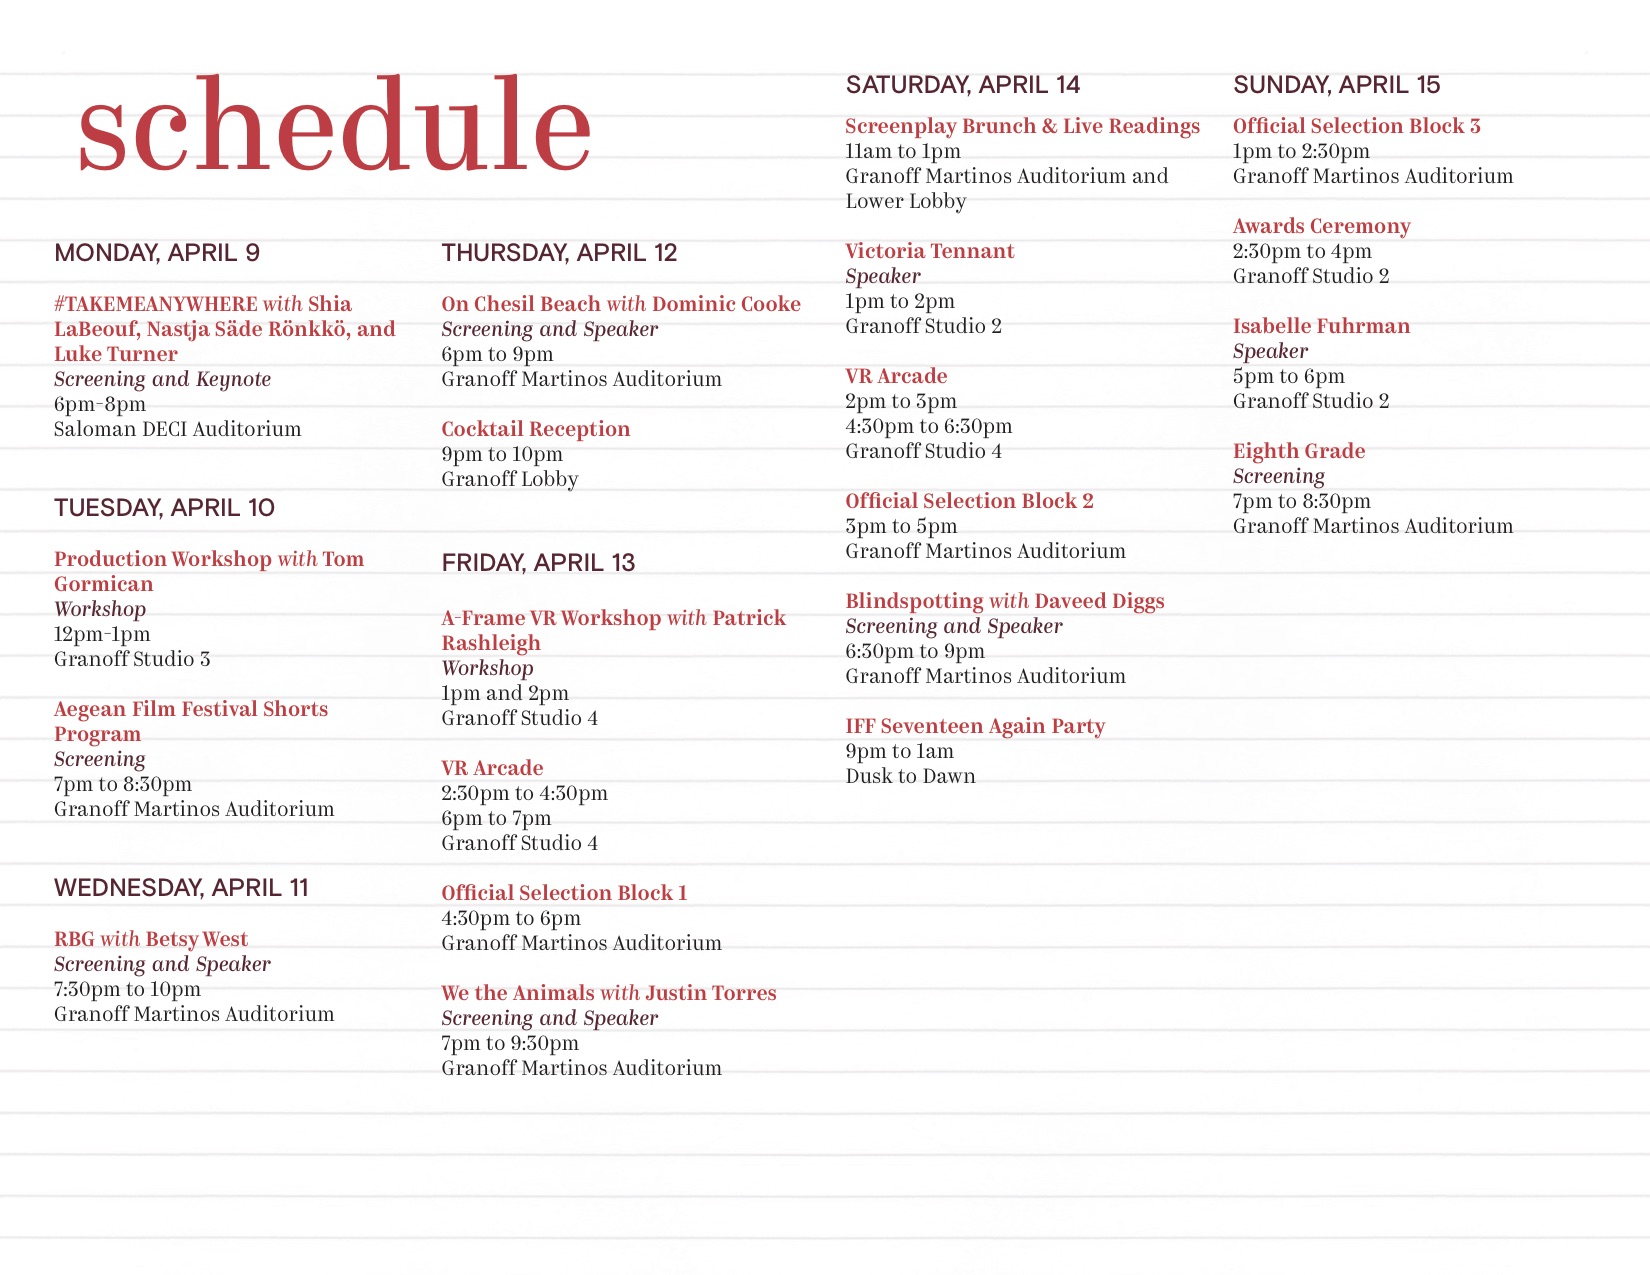 schedule
MONDAY, APRIL 9
#TAKEMEANYWHERE with Shia
LaBeouf, Nastja Säde Rönkkö, and
Luke Turner
Screening and Keynote
6pm-8pm
Saloman DECI Auditorium
TUESDAY, APRIL 10
Production Workshop with Tom
Gormican
Workshop
12pm-1pm
Granoff Studio 3
Aegean Film Festival Shorts
Program
Screening
7pm to 8:30pm
Granoff Martinos Auditorium
WEDNESDAY, APRIL 11
RBG with Betsy West
Screening and Speaker
7:30pm to 10pm
Granoff Martinos Auditorium
THURSDAY, APRIL 12
On Chesil Beach with Dominic Cooke
Screening and Speaker
6pm to 9pm
Granoff Martinos Auditorium
Cocktail Reception
9pm to 10pm
Granoff Lobby
FRIDAY, APRIL 13
A-Frame VR Workshop with Patrick
Rashleigh
Workshop
1pm and 2pm
Granoff Studio 4
VR Arcade
2:30pm to 4:30pm
6pm to 7pm
Granoff Studio 4
Official Selection Block 1
4:30pm to 6pm
Granoff Martinos Auditorium
We the Animals with Justin Torres
Screening and Speaker
7pm to 9:30pm
Granoff Martinos Auditorium
SATURDAY, APRIL 14
Screenplay Brunch & Live Readings
11am to 1pm
Granoff Martinos Auditorium and
Lower Lobby
Victoria Tennant
Speaker
1pm to 2pm
Granoff Studio 2
VR Arcade
2pm to 3pm
4:30pm to 6:30pm
Granoff Studio 4
Official Selection Block 2
3pm to 5pm
Granoff Martinos Auditorium
Blindspotting with Daveed Diggs
Screening and Speaker
6:30pm to 9pm
Granoff Martinos Auditorium
IFF Seventeen Again Party
9pm to 1am
Dusk to Dawn
SUNDAY, APRIL 15
Official Selection Block 3
1pm to 2:30pm
Granoff Martinos Auditorium
Awards Ceremony
2:30pm to 4pm
Granoff Studio 2
Isabelle Fuhrman
Speaker
5pm to 6pm
Granoff Studio 2
Eighth Grade
Screening
7pm to 8:30pm
Granoff Martinos Auditorium